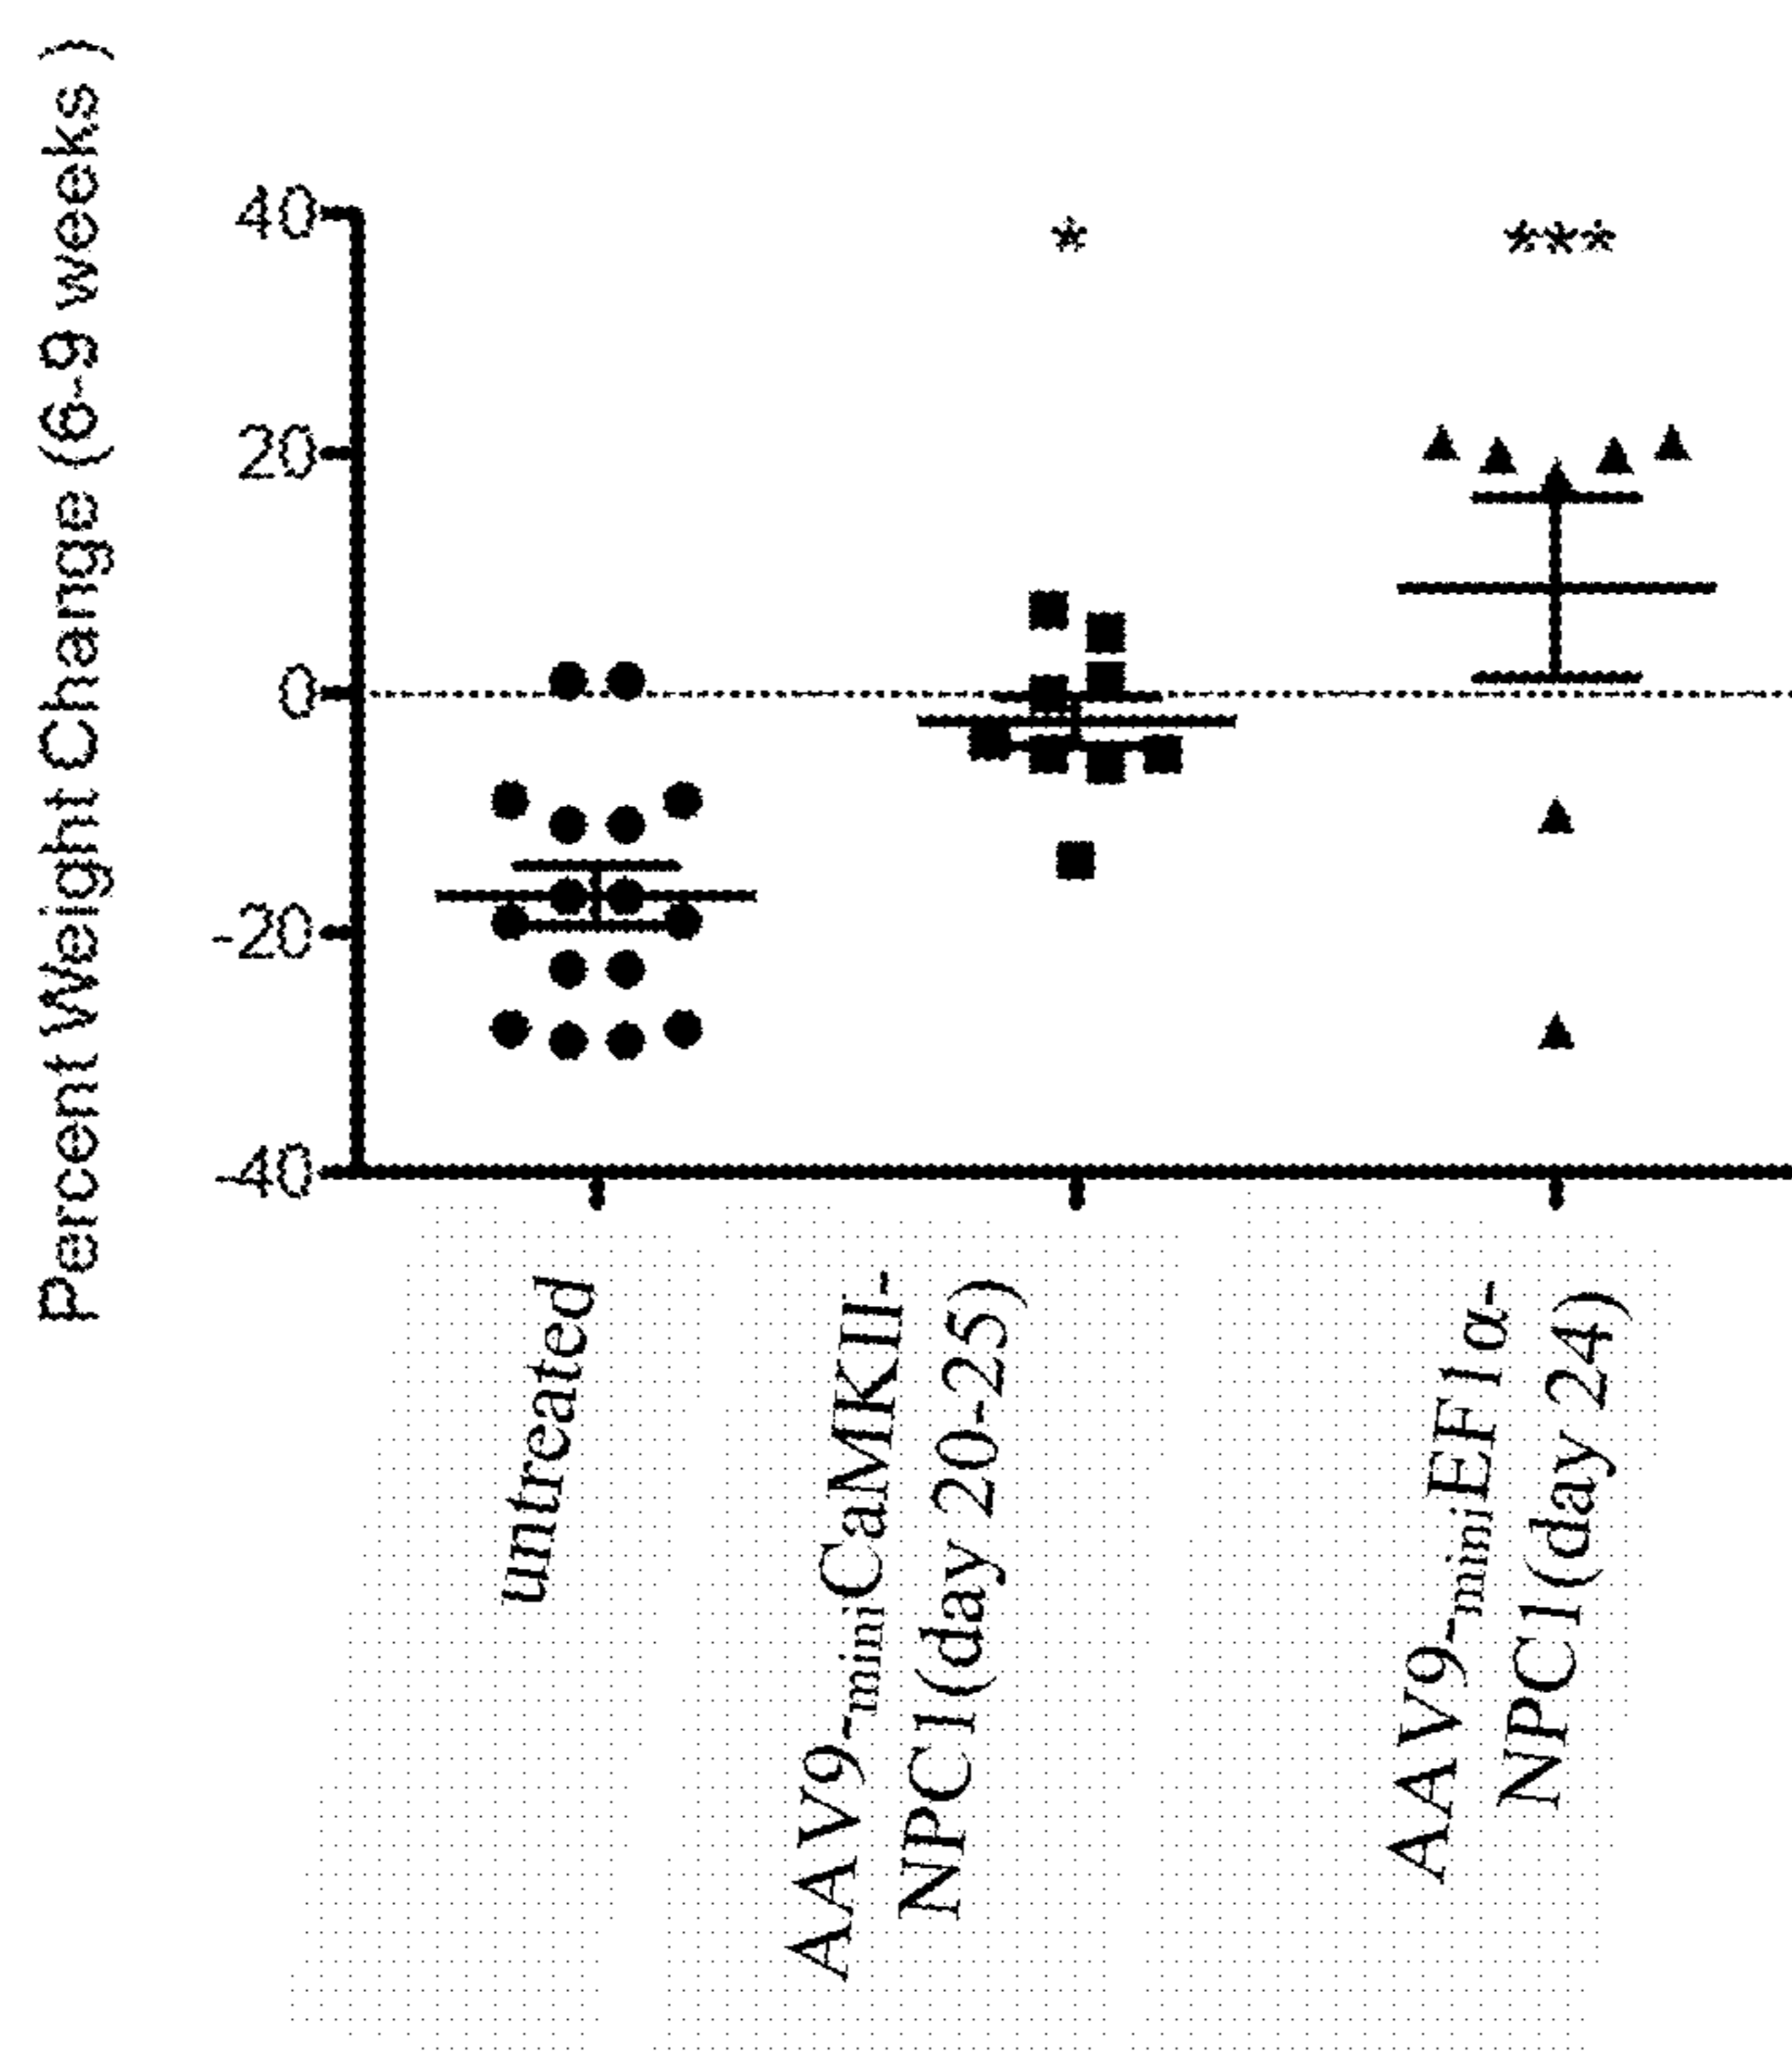 Percent Weight Change (6-9 weeks )
40
20
0
-20
-40
*
***
untreated
AAV9-miniCaMKII-
NPC1(day 20-25)
AAV9-miniEF1α-
NPC1(day 24)